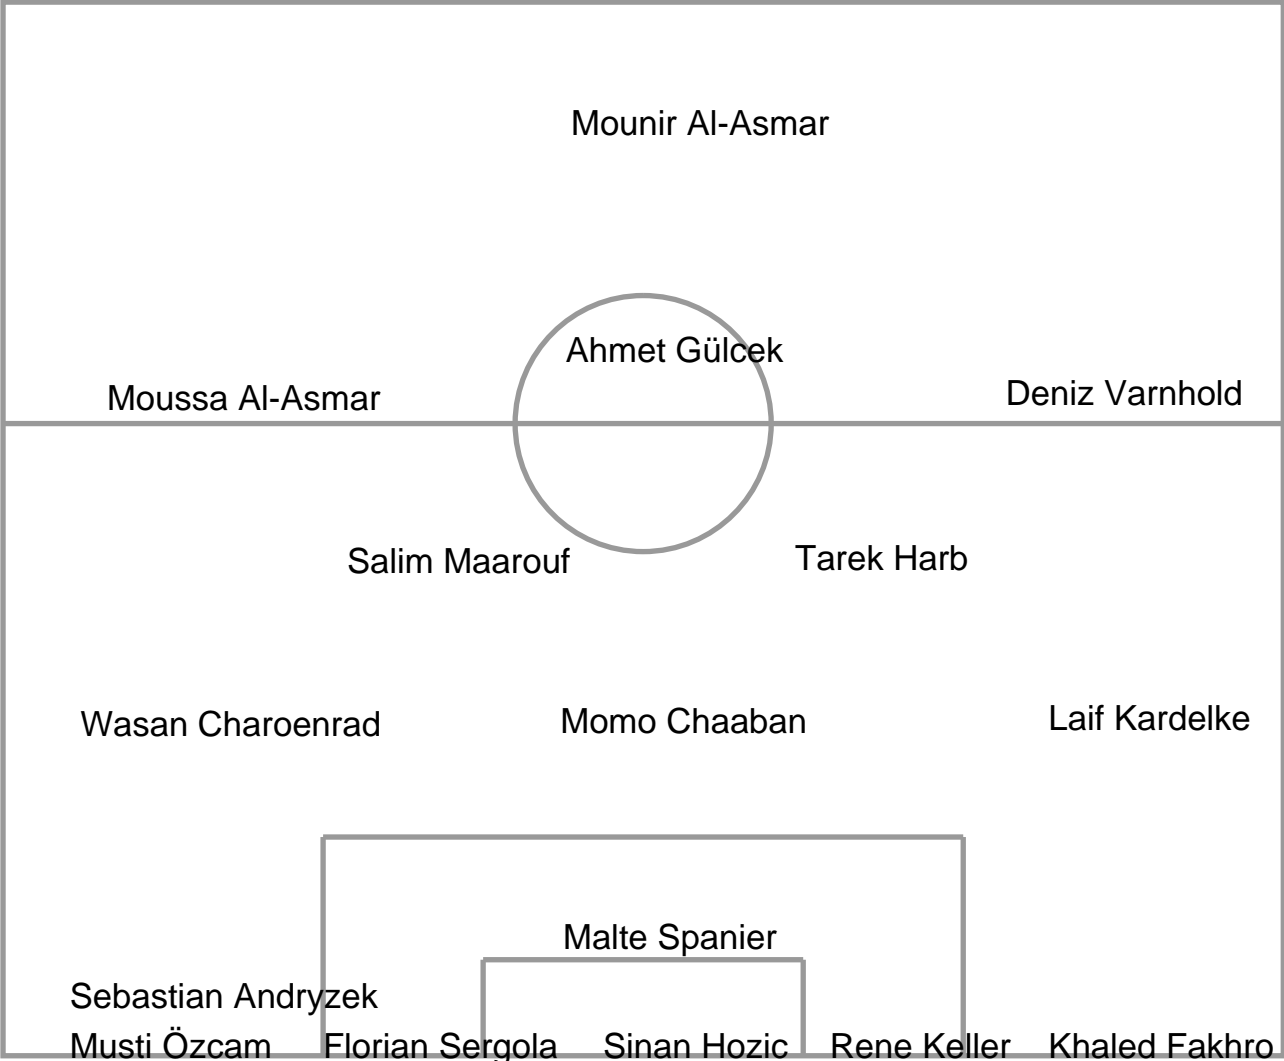 Mounir Al-Asmar
Ahmet Gülcek
Moussa Al-Asmar
Deniz Varnhold
Salim Maarouf
Tarek Harb
Wasan Charoenrad
Momo Chaaban
Laif Kardelke
Malte Spanier
Sebastian Andryzek
Musti Özcam
Florian Sergola
Sinan Hozic
Rene Keller
Khaled Fakhro